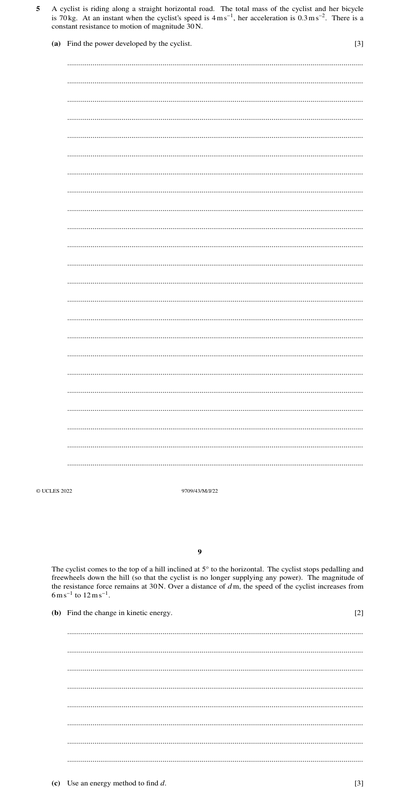 5 A cyclist is riding along a straight horizontal road. The total mass of the cyclist and her bicycle
is 70 kg. At an instant when the cyclist's speed is 4 m s⁻¹, her acceleration is 0.3 m s⁻². There is a
constant resistance to motion of magnitude 30 N.
(a) Find the power developed by the cyclist. [3]
© UCLES 2022 9709/43/M/J/22
9
The cyclist comes to the top of a hill inclined at 5° to the horizontal. The cyclist stops pedalling and
freewheels down the hill (so that the cyclist is no longer supplying any power). The magnitude of
the resistance force remains at 30 N. Over a distance of d m, the speed of the cyclist increases from
6 m s⁻¹ to 12 m s⁻¹.
(b) Find the change in kinetic energy. [2]
(c) Use an energy method to find d. [3]